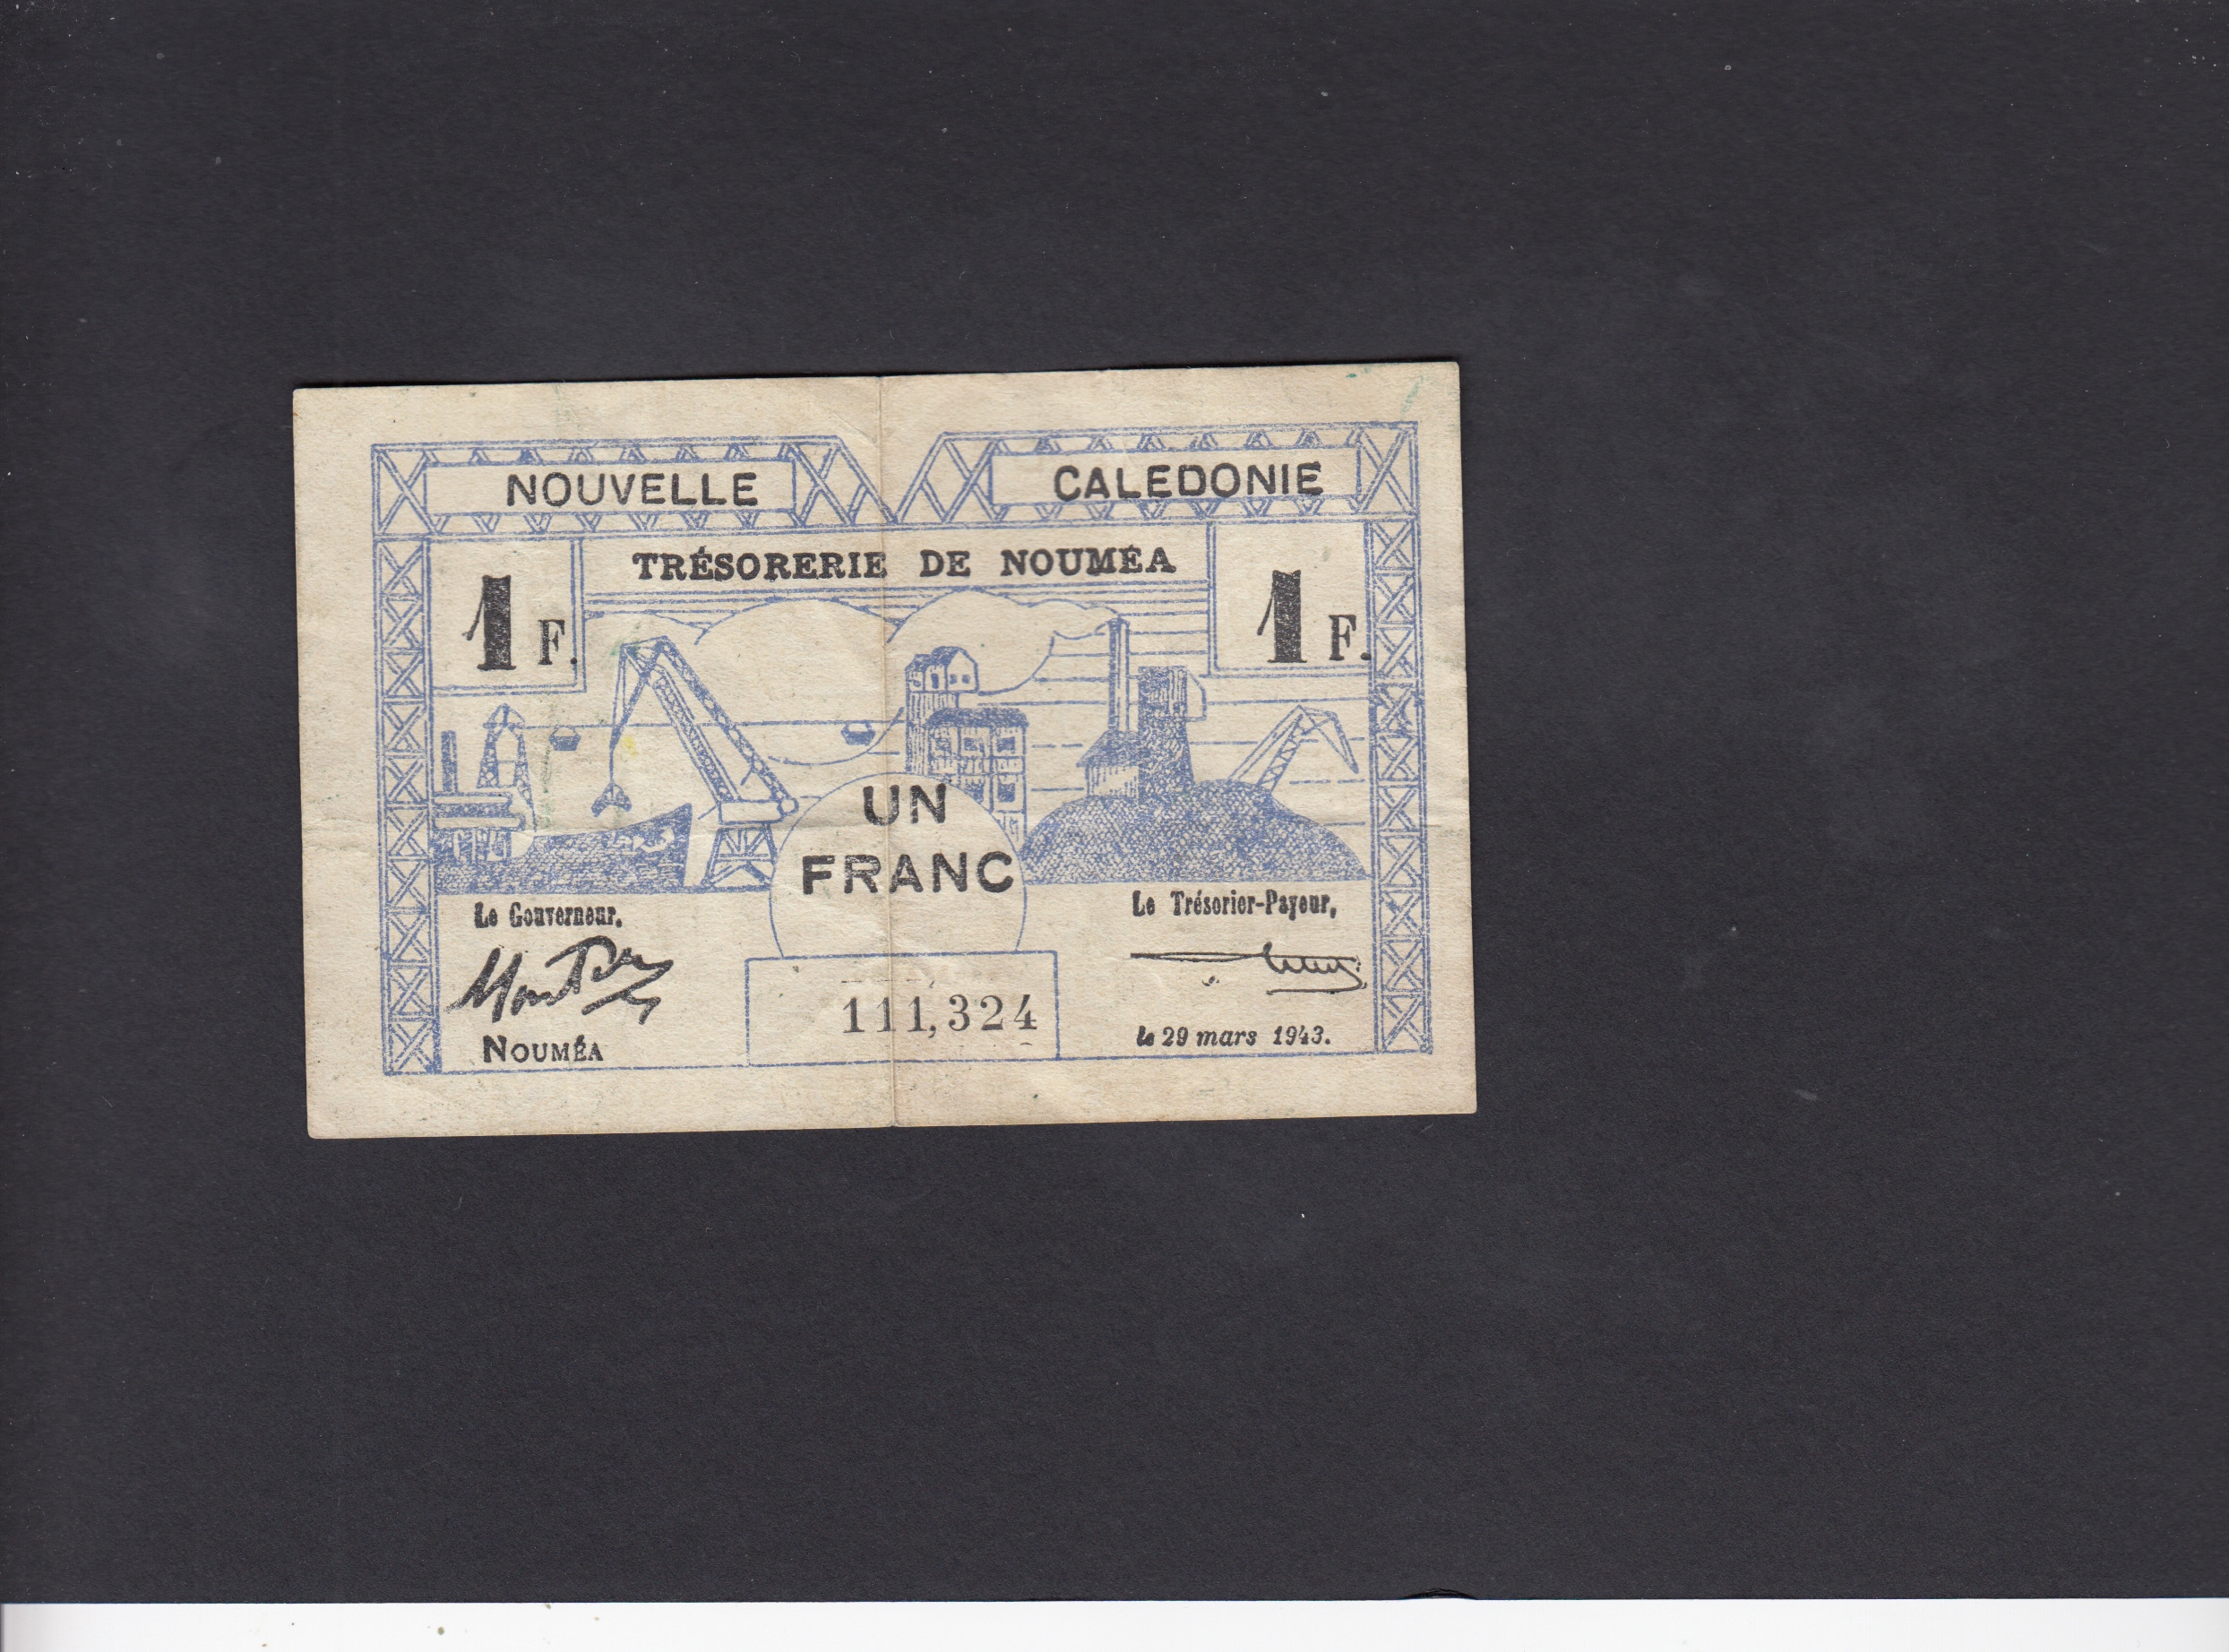 NOUVELLE CALEDONIE
TRÉSORERIE DE NOUMÉA
1 F. 1 F.
UN
FRANC
Le Gouverneur. Le Trésorier-Payeur,
111,324
NOUMÉA le 29 mars 1943.